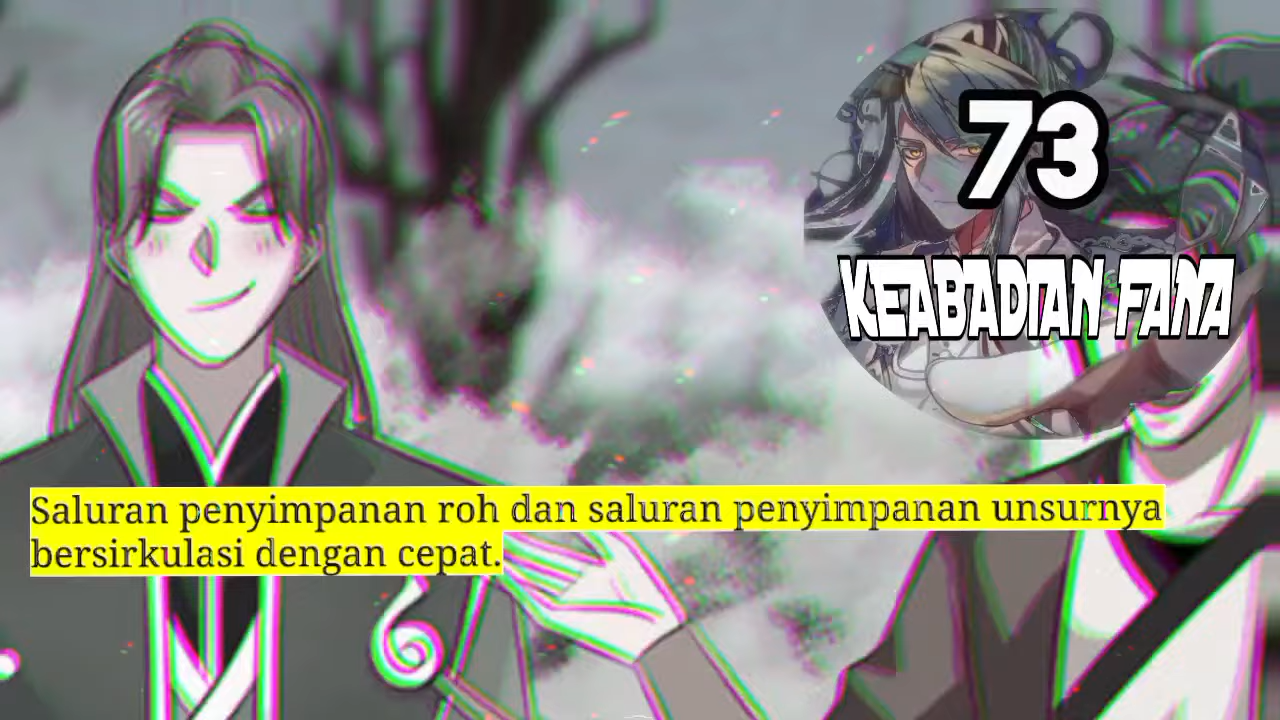 73
KEABADIAN FANA
Saluran penyimpanan roh dan saluran penyimpanan unsurnya
bersirkulasi dengan cepat.